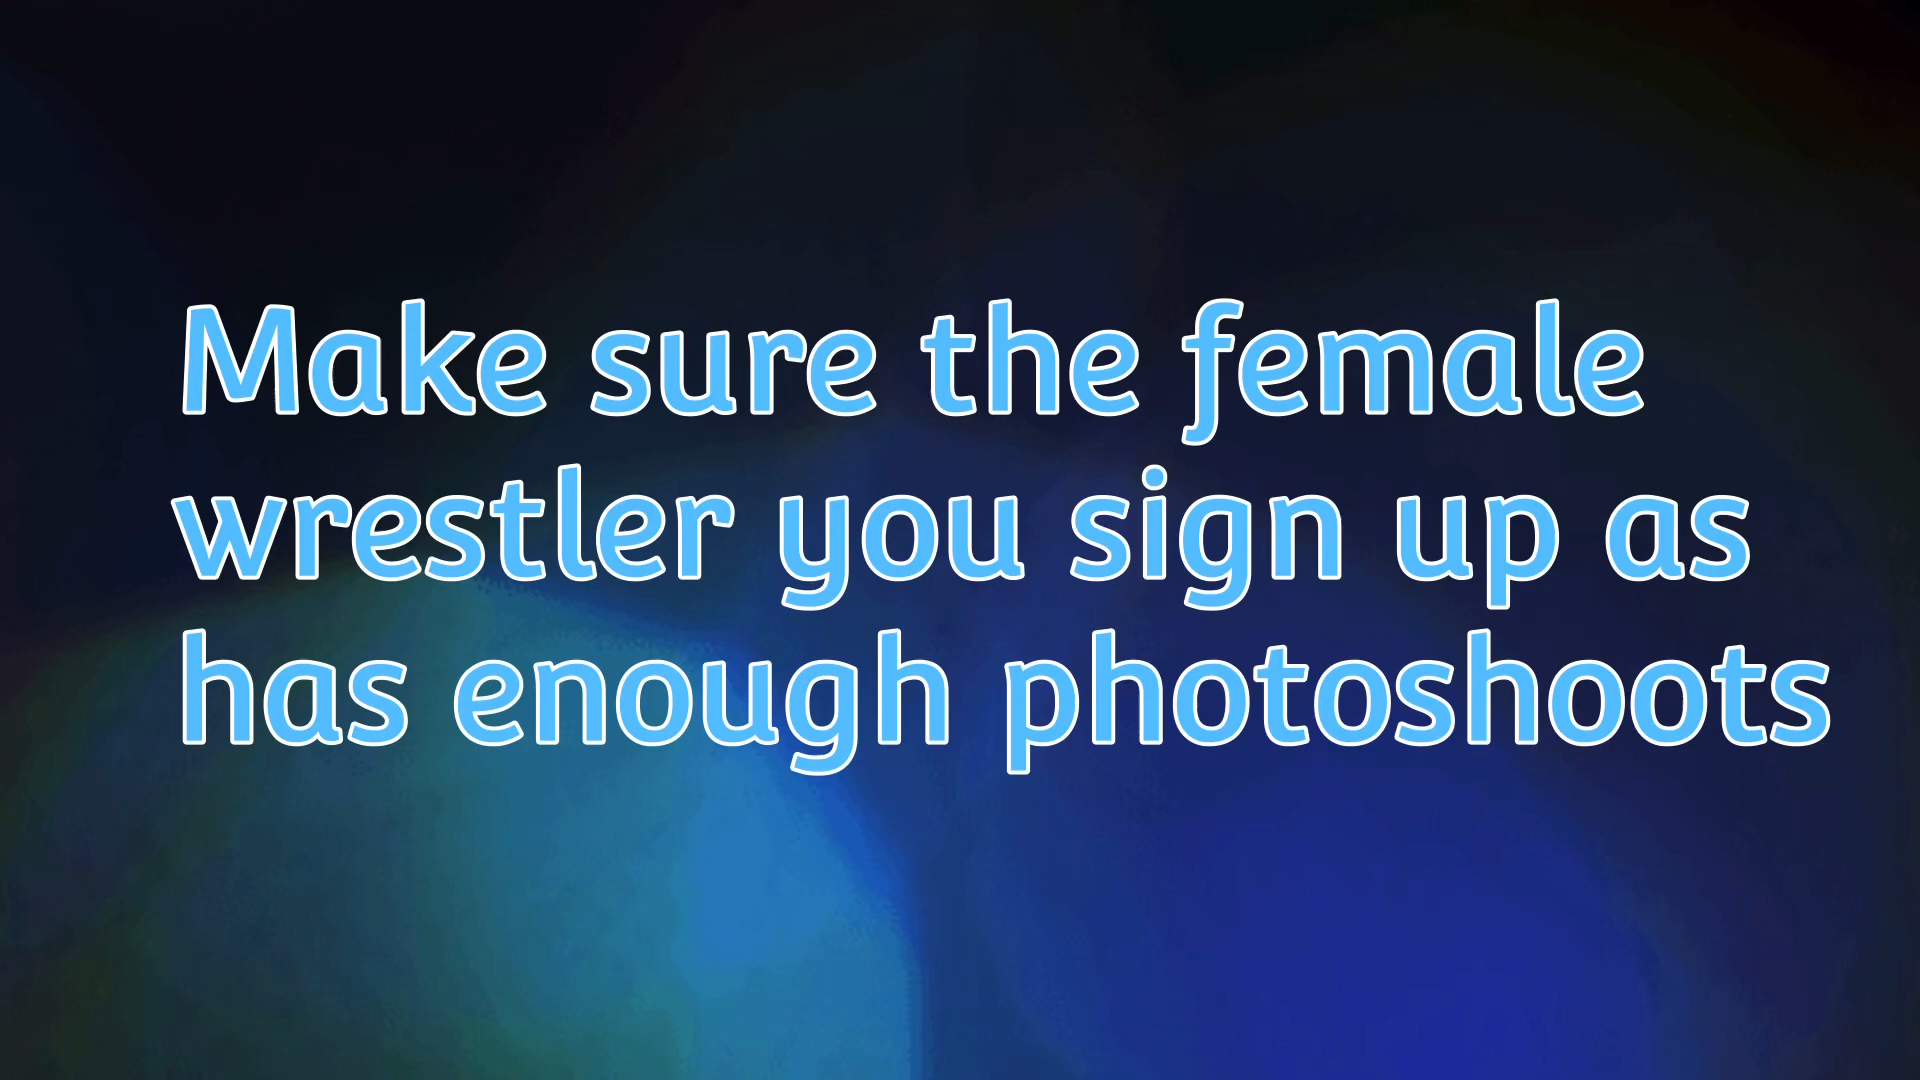 Make sure the female
wrestler you sign up as
has enough photoshoots